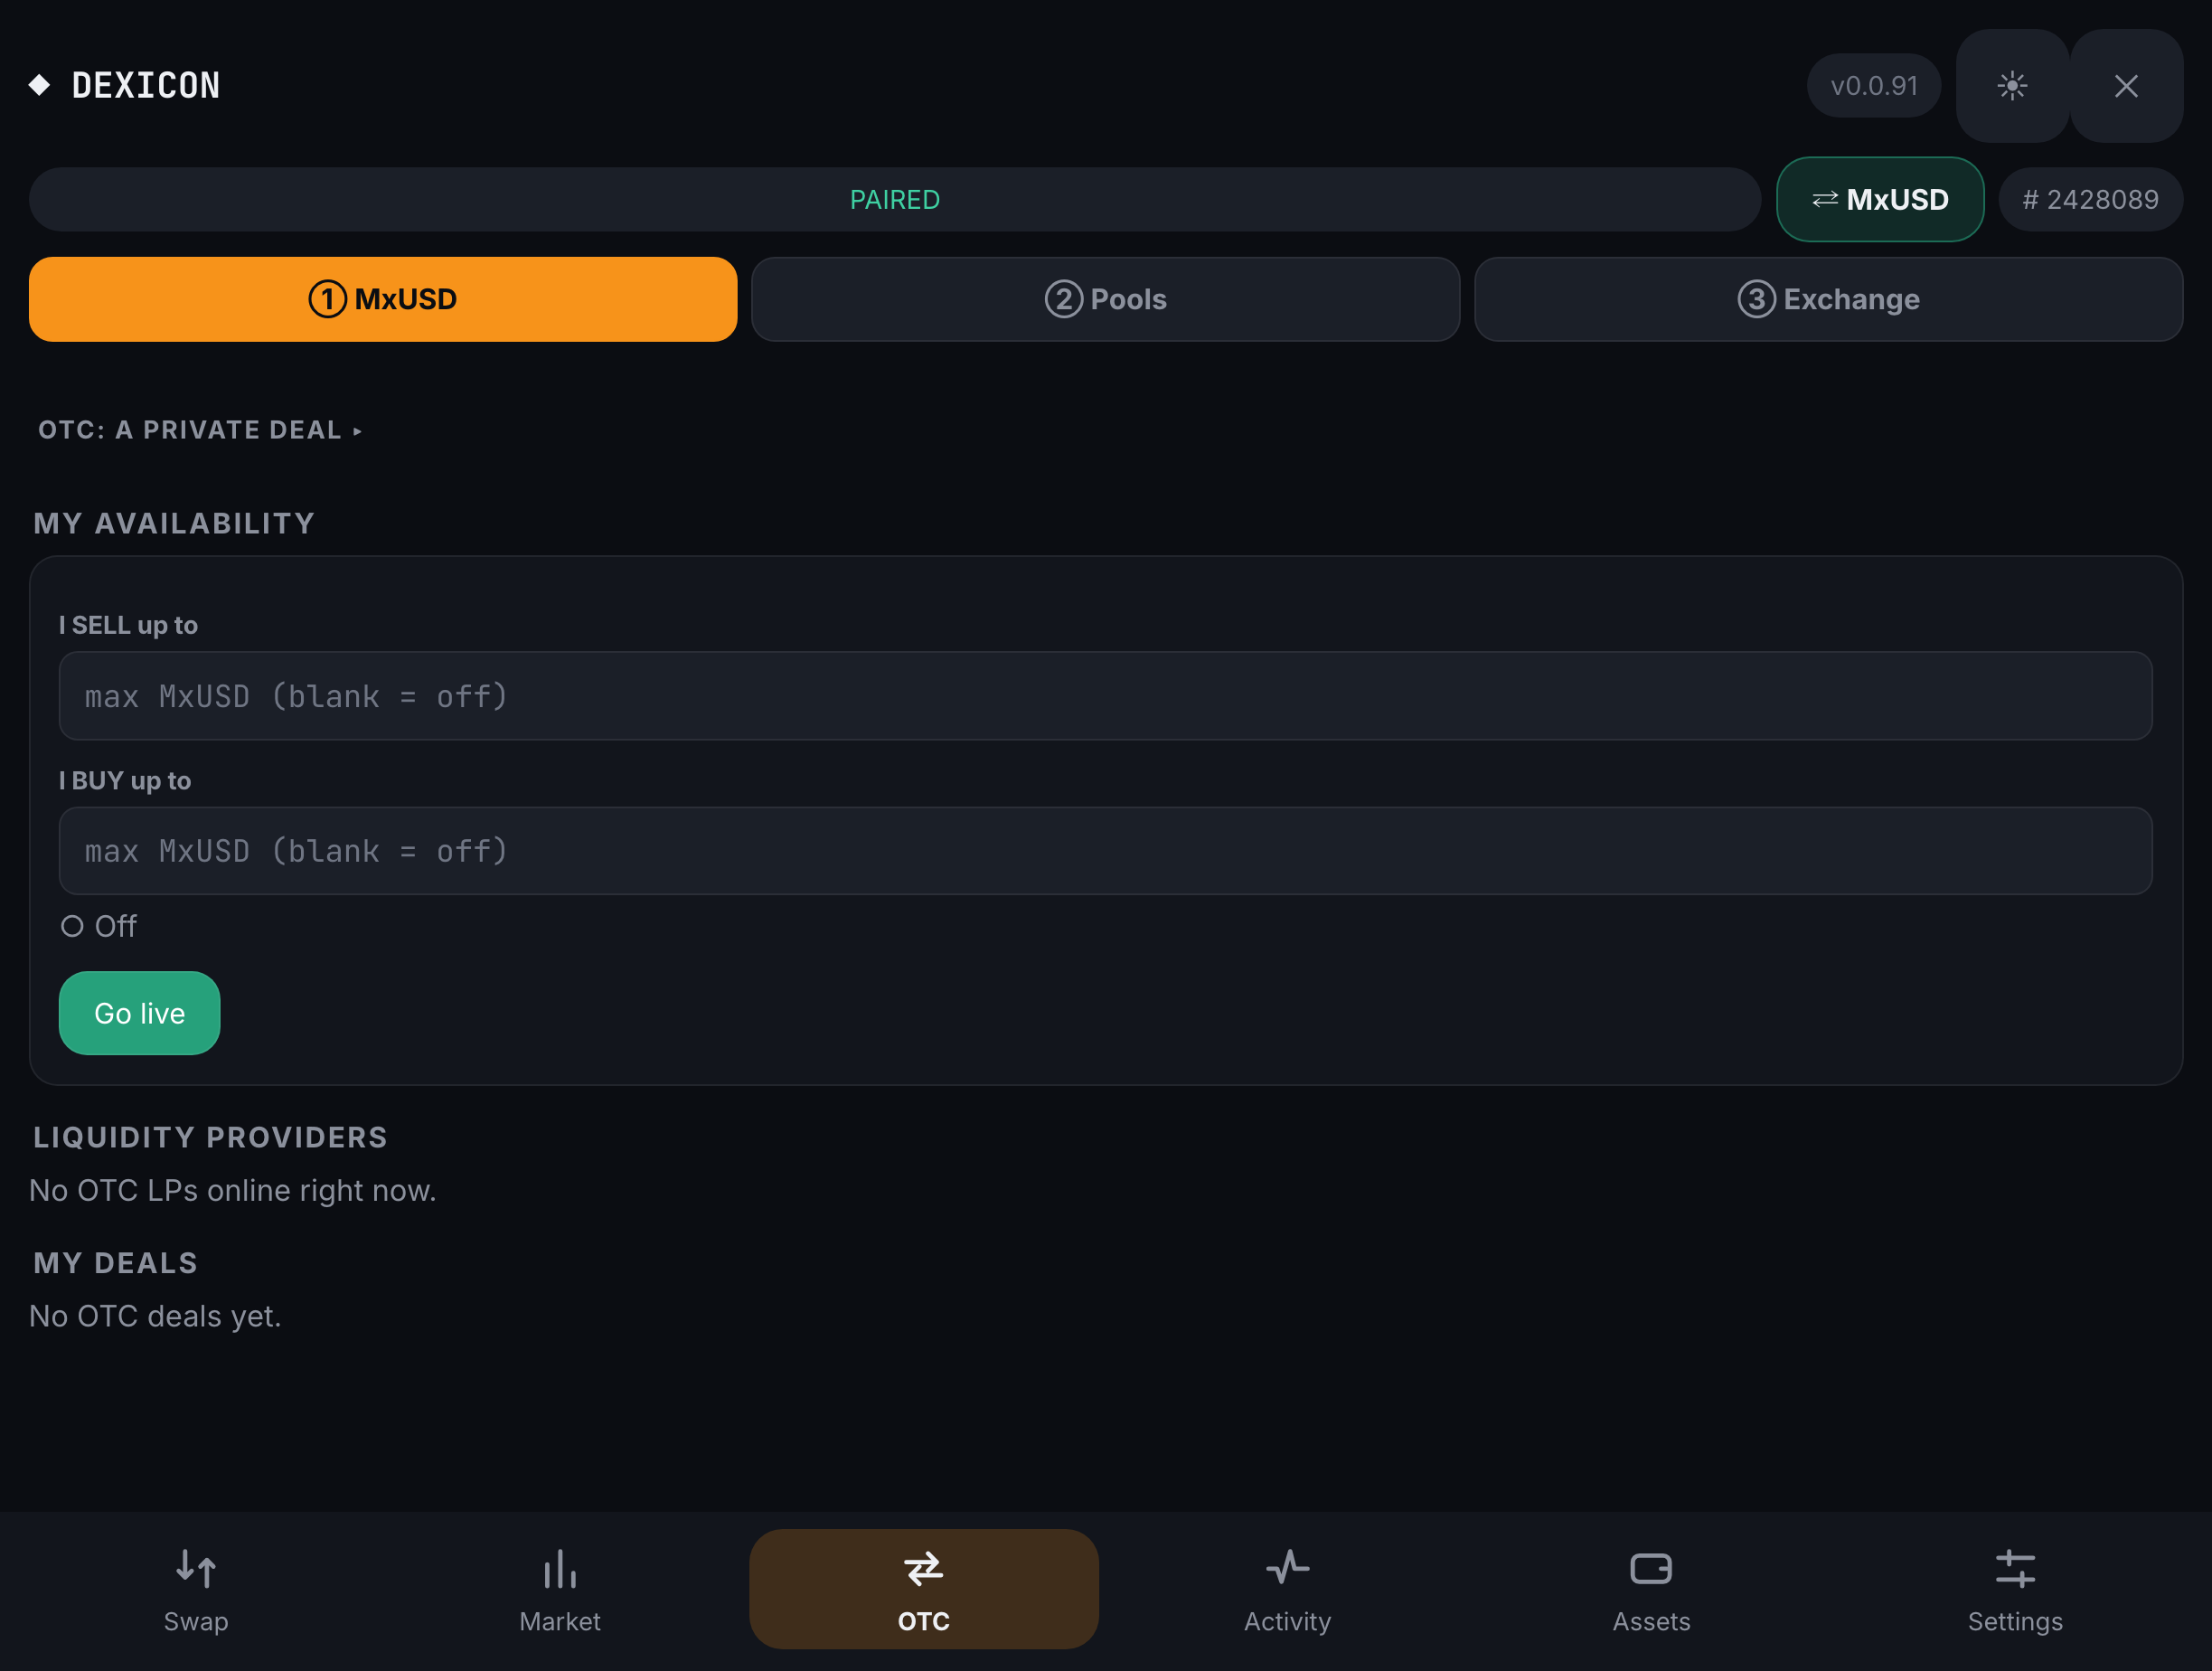 ◆ DEXICON
v0.0.91
PAIRED
⇄ MxUSD
# 2428089
① MxUSD
② Pools
③ Exchange
OTC: A PRIVATE DEAL ▸
MY AVAILABILITY
I SELL up to
max MxUSD (blank = off)
I BUY up to
max MxUSD (blank = off)
Off
Go live
LIQUIDITY PROVIDERS
No OTC LPs online right now.
MY DEALS
No OTC deals yet.
Swap
Market
OTC
Activity
Assets
Settings